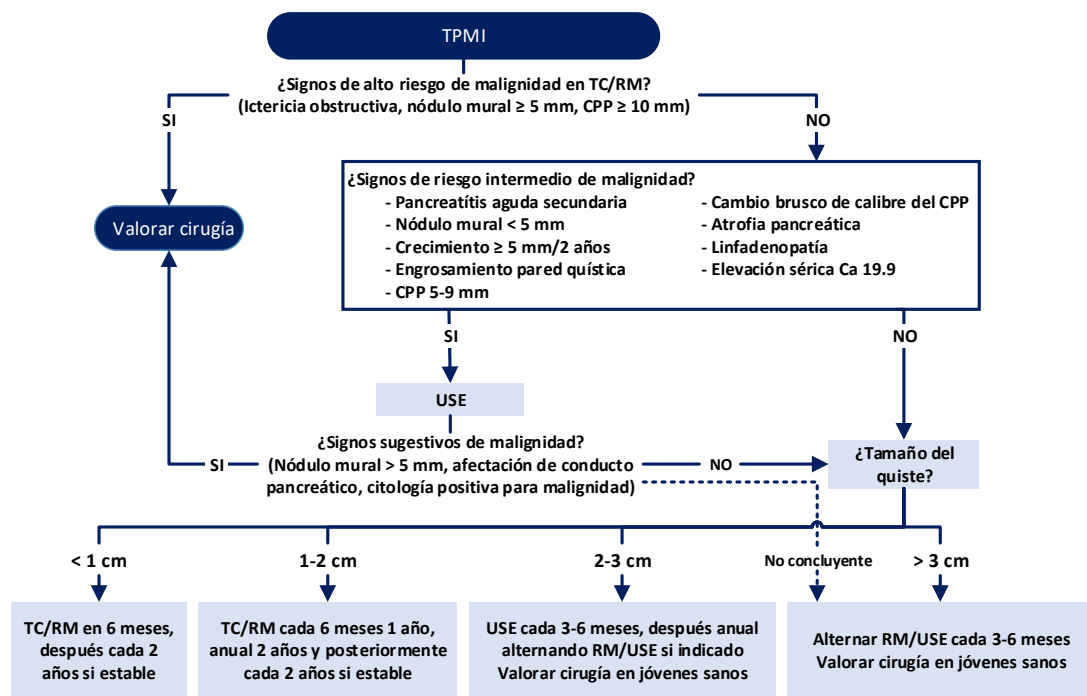 TPMI
¿Signos de alto riesgo de malignidad en TC/RM?
(Ictericia obstructiva, nódulo mural ≥ 5 mm, CPP ≥ 10 mm)
SI
NO
Valorar cirugía
¿Signos de riesgo intermedio de malignidad?
- Pancreatítis aguda secundaria
- Nódulo mural < 5 mm
- Crecimiento ≥ 5 mm/2 años
- Engrosamiento pared quística
- CPP 5-9 mm
- Cambio brusco de calibre del CPP
- Atrofia pancreática
- Linfadenopatía
- Elevación sérica Ca 19.9
SI
NO
USE
¿Signos sugestivos de malignidad?
(Nódulo mural > 5 mm, afectación de conducto
pancreático, citología positiva para malignidad)
SI
NO
¿Tamaño del
quiste?
< 1 cm
1-2 cm
2-3 cm
No concluyente
> 3 cm
TC/RM en 6 meses,
después cada 2
años si estable
TC/RM cada 6 meses 1 año,
anual 2 años y posteriormente
cada 2 años si estable
USE cada 3-6 meses, después anual
alternando RM/USE si indicado
Valorar cirugía en jóvenes sanos
Alternar RM/USE cada 3-6 meses
Valorar cirugía en jóvenes sanos